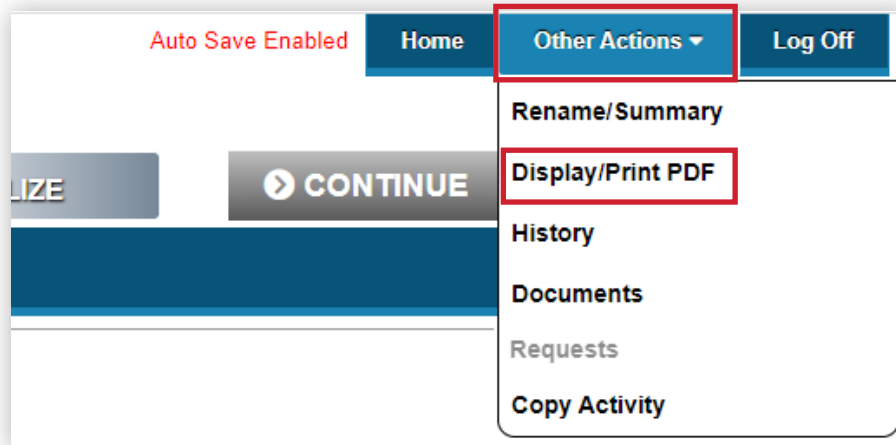 Auto Save Enabled Home Other Actions Log Off
Rename/Summary
LIZE CONTINUE Display/Print PDF
History
Documents
Requests
Copy Activity